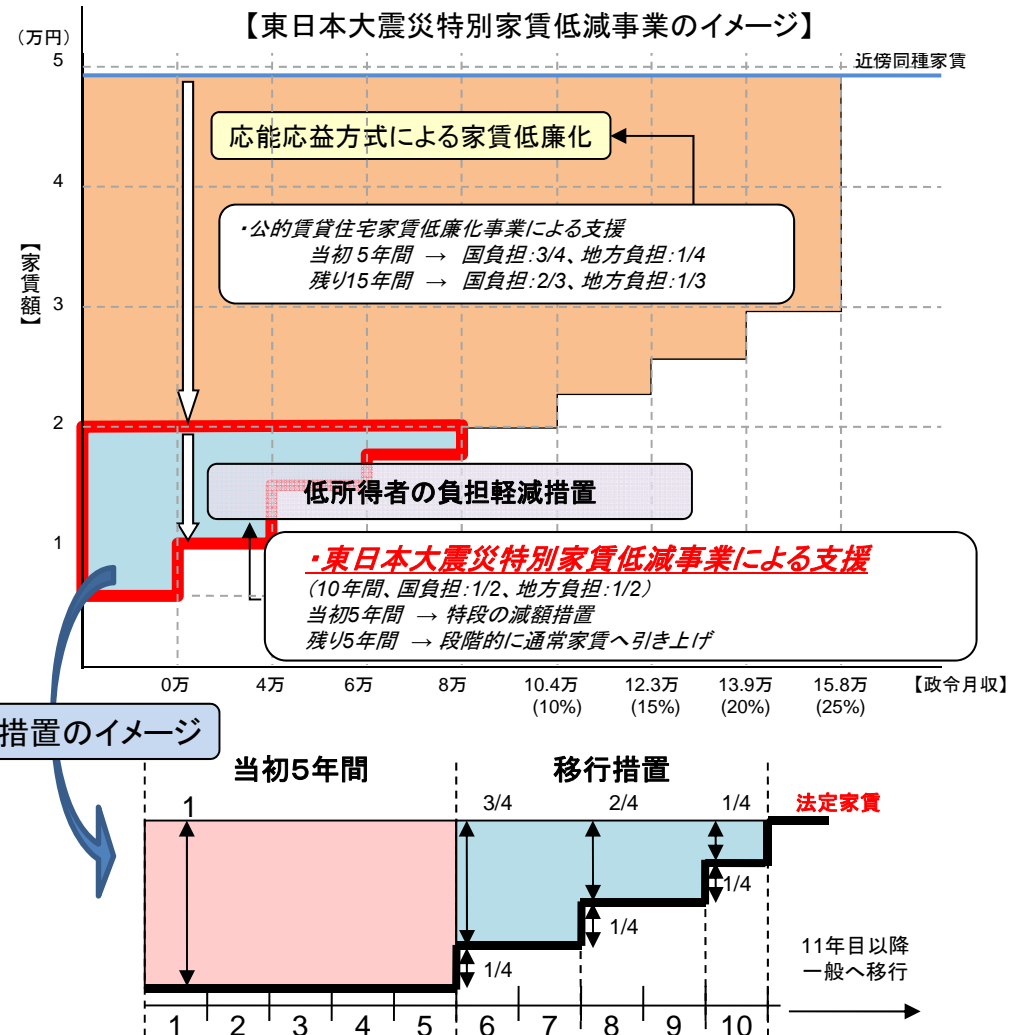 【東日本大震災特別家賃低減事業のイメージ】
(万円)
5
近傍同種家賃
応能応益方式による家賃低廉化
4
・公的賃貸住宅家賃低廉化事業による支援
当初 5年間 → 国負担:3/4、地方負担:1/4
残り15年間 → 国負担:2/3、地方負担:1/3
【家賃額】
3
2
低所得者の負担軽減措置
1
・東日本大震災特別家賃低減事業による支援
(10年間、国負担:1/2、地方負担:1/2)
当初5年間 → 特段の減額措置
残り5年間 → 段階的に通常家賃へ引き上げ
0万 4万 6万 8万 10.4万 12.3万 13.9万 15.8万 【政令月収】
(10%) (15%) (20%) (25%)
措置のイメージ
当初5年間 移行措置
1 3/4 2/4 1/4 法定家賃
1/4
1/4
1/4
11年目以降
一般へ移行
1 2 3 4 5 6 7 8 9 10